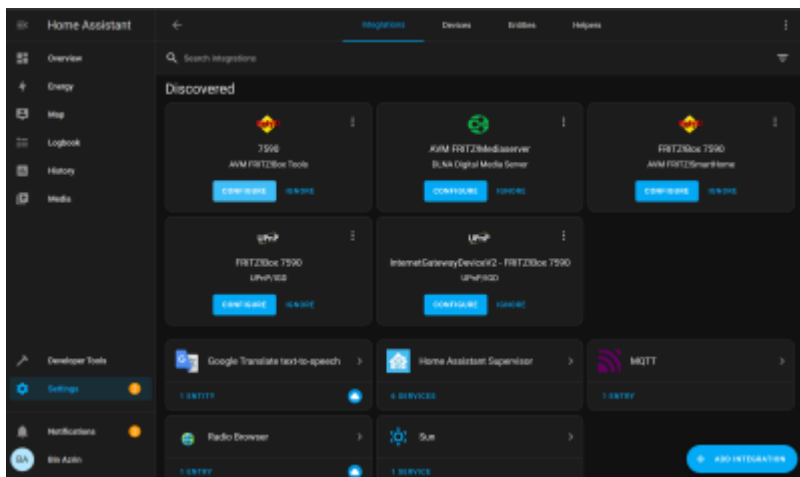 Home Assistant
Integrations
Devices
Entities
Helpers
Overview
Search integrations
Energy
Discovered
Map
Logbook
History
Media
7590
AVM FRITZ!Box Tools
CONFIGURE
IGNORE
AVM FRITZ!Mediaserver
DLNA Digital Media Server
CONFIGURE
IGNORE
FRITZ!Box 7590
AVM FRITZ!SmartHome
CONFIGURE
IGNORE
UPnP
FRITZ!Box 7590
UPnP/IGD
CONFIGURE
IGNORE
UPnP
InternetGatewayDeviceV2 - FRITZ!Box 7590
UPnP/IGD
CONFIGURE
IGNORE
Developer Tools
Settings
Notifications
BA
Google Translate text-to-speech
1 ENTITY
Home Assistant Supervisor
6 SERVICES
MQTT
1 ENTRY
Radio Browser
1 ENTRY
Sun
1 SERVICE
ADD INTEGRATION